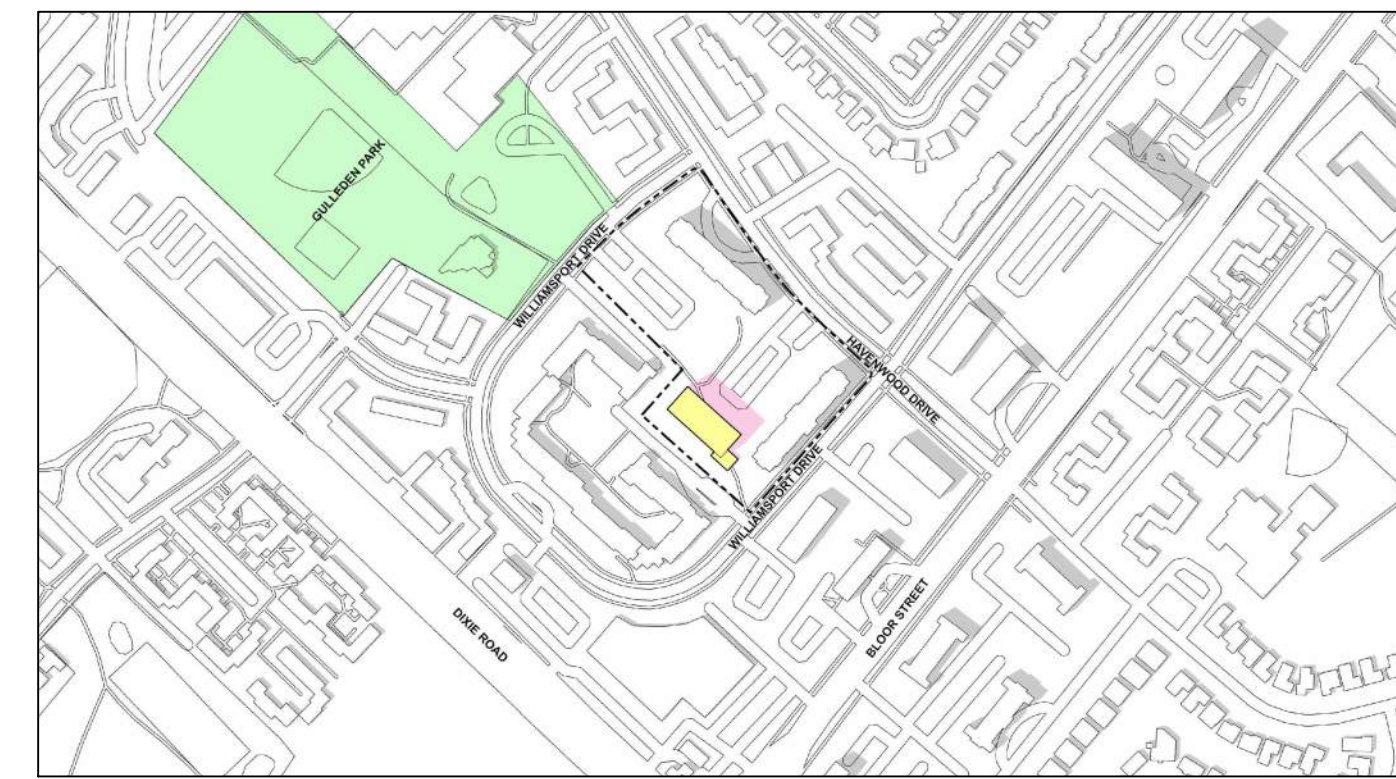 GULLEDEN PARK
WILLIAMSPORT DRIVE
HAVENWOOD DRIVE
WILLIAMSPORT DRIVE
BLOOR STREET
DIXIE ROAD